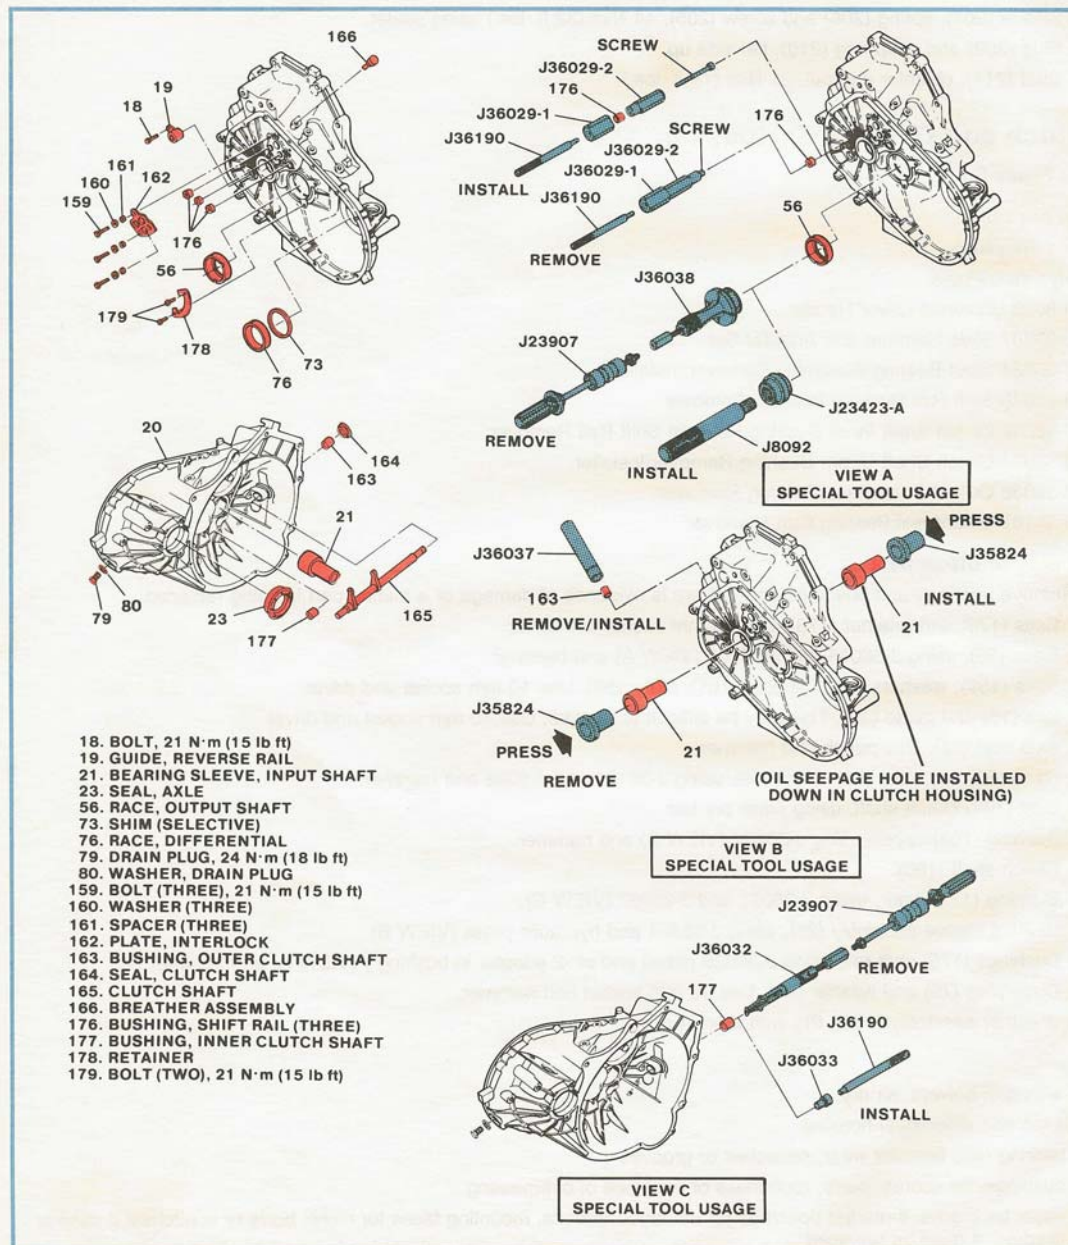 166
19
18
161
160
162
159
176
56
179
178
76
73
SCREW
J36029-2
176
J36029-1
J36190
INSTALL
SCREW
J36029-2
J36029-1
J36190
REMOVE
176
56
J36038
J23907
REMOVE
J23423-A
J8092
INSTALL
VIEW A
SPECIAL TOOL USAGE
20
164
163
21
165
23
177
80
79
J36037
163
REMOVE/INSTALL
PRESS
J35824
INSTALL
21
J35824
PRESS
REMOVE
21
(OIL SEEPAGE HOLE INSTALLED
DOWN IN CLUTCH HOUSING)
VIEW B
SPECIAL TOOL USAGE
18. BOLT, 21 N·m (15 lb ft)
19. GUIDE, REVERSE RAIL
21. BEARING SLEEVE, INPUT SHAFT
23. SEAL, AXLE
56. RACE, OUTPUT SHAFT
73. SHIM (SELECTIVE)
76. RACE, DIFFERENTIAL
79. DRAIN PLUG, 24 N·m (18 lb ft)
80. WASHER, DRAIN PLUG
159. BOLT (THREE), 21 N·m (15 lb ft)
160. WASHER (THREE)
161. SPACER (THREE)
162. PLATE, INTERLOCK
163. BUSHING, OUTER CLUTCH SHAFT
164. SEAL, CLUTCH SHAFT
165. CLUTCH SHAFT
166. BREATHER ASSEMBLY
176. BUSHING, SHIFT RAIL (THREE)
177. BUSHING, INNER CLUTCH SHAFT
178. RETAINER
179. BOLT (TWO), 21 N·m (15 lb ft)
J23907
J36032
REMOVE
177
J36190
J36033
INSTALL
VIEW C
SPECIAL TOOL USAGE